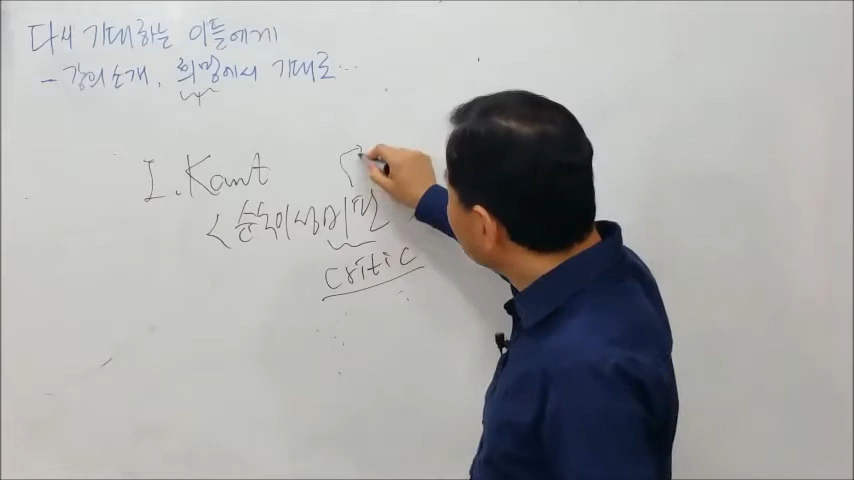 다시 기대하는 이들에게
- 강의소개, 희망에서 기대로...
I. Kant
<순수이성비판
critic